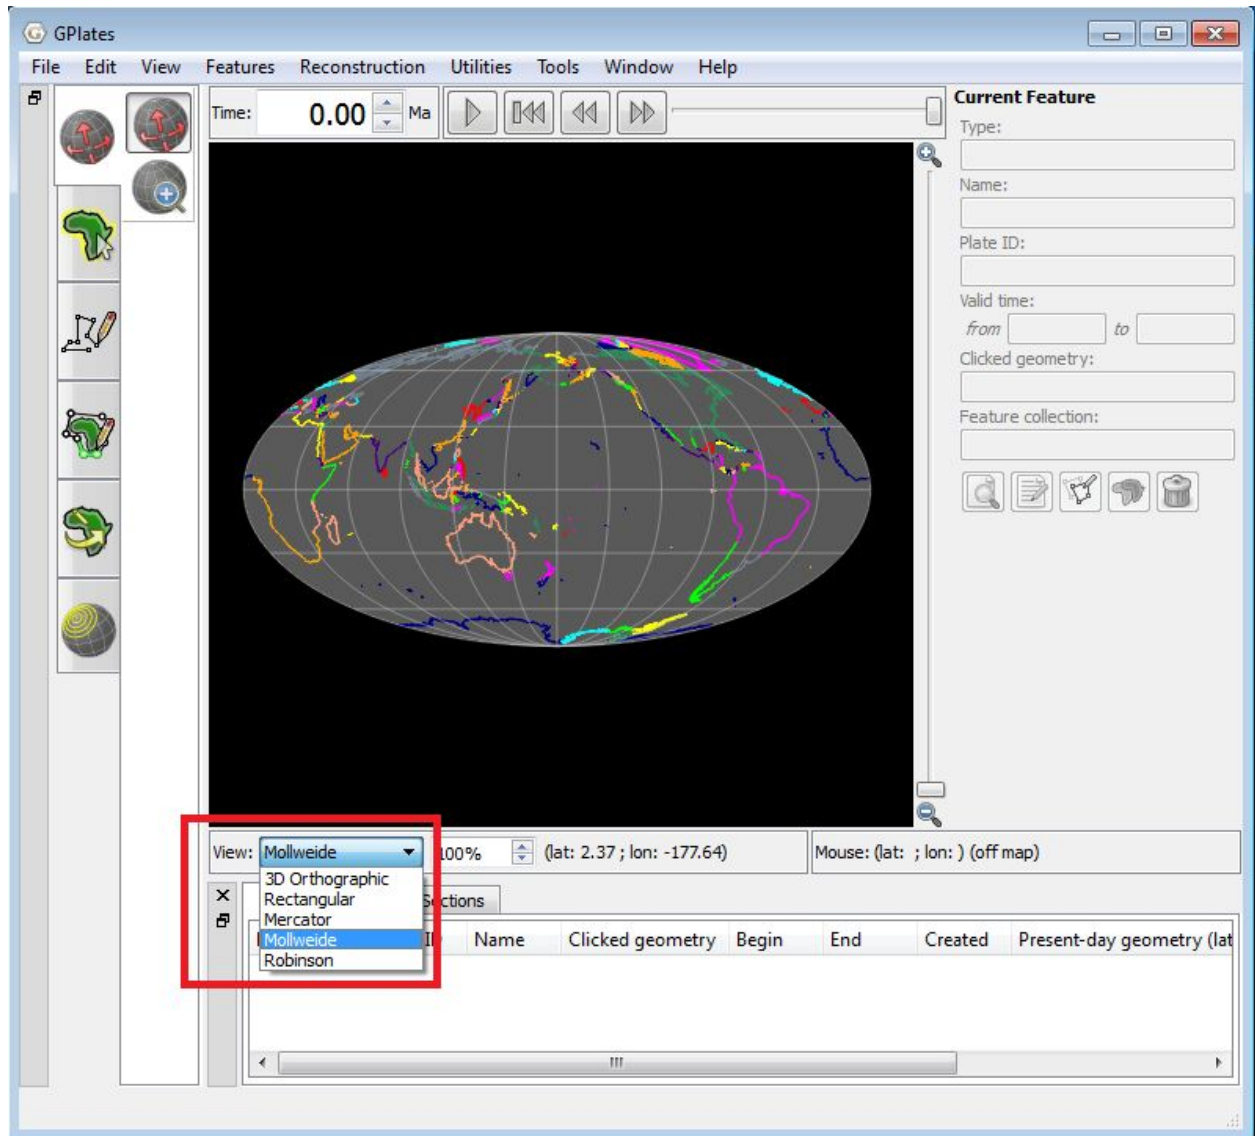 GPlates
File Edit View Features Reconstruction Utilities Tools Window Help
Time: 0.00 Ma
Current Feature
Type:
Name:
Plate ID:
Valid time:
from to
Clicked geometry:
Feature collection:
View: Mollweide 100% (lat: 2.37 ; lon: -177.64) Mouse: (lat: ; lon: ) (off map)
3D Orthographic
Rectangular
Mercator
Mollweide
Robinson
Sections
Name Clicked geometry Begin End Created Present-day geometry (lat